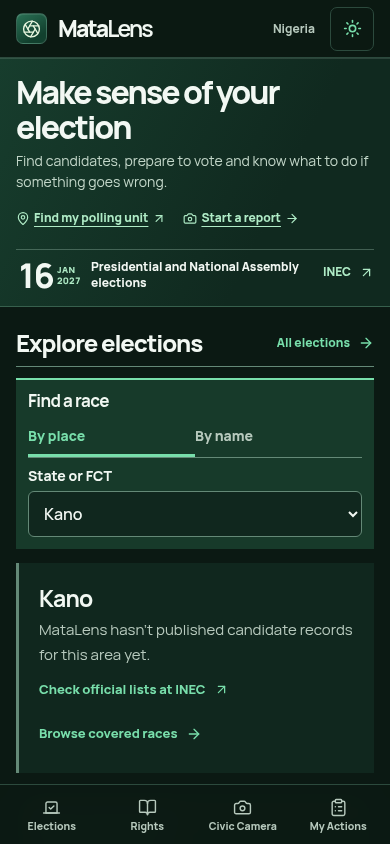 MataLens
Nigeria
Make sense of your
election
Find candidates, prepare to vote and know what to do if
something goes wrong.
Find my polling unit
Start a report
16 JAN 2027
Presidential and National Assembly
elections
INEC
Explore elections
All elections
Find a race
By place
By name
State or FCT
Kano
Kano
MataLens hasn't published candidate records
for this area yet.
Check official lists at INEC
Browse covered races
Elections
Rights
Civic Camera
My Actions